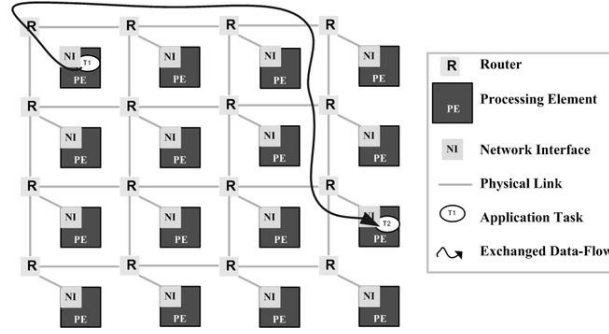 R R R R
NI T1 NI NI NI
PE PE PE PE
R R R R
NI NI NI NI
PE PE PE PE
R R R R
NI NI NI NI T2
PE PE PE PE
R R R R
NI NI NI NI
PE PE PE PE
R Router
PE Processing Element
NI Network Interface
Physical Link
T1 Application Task
Exchanged Data-Flow